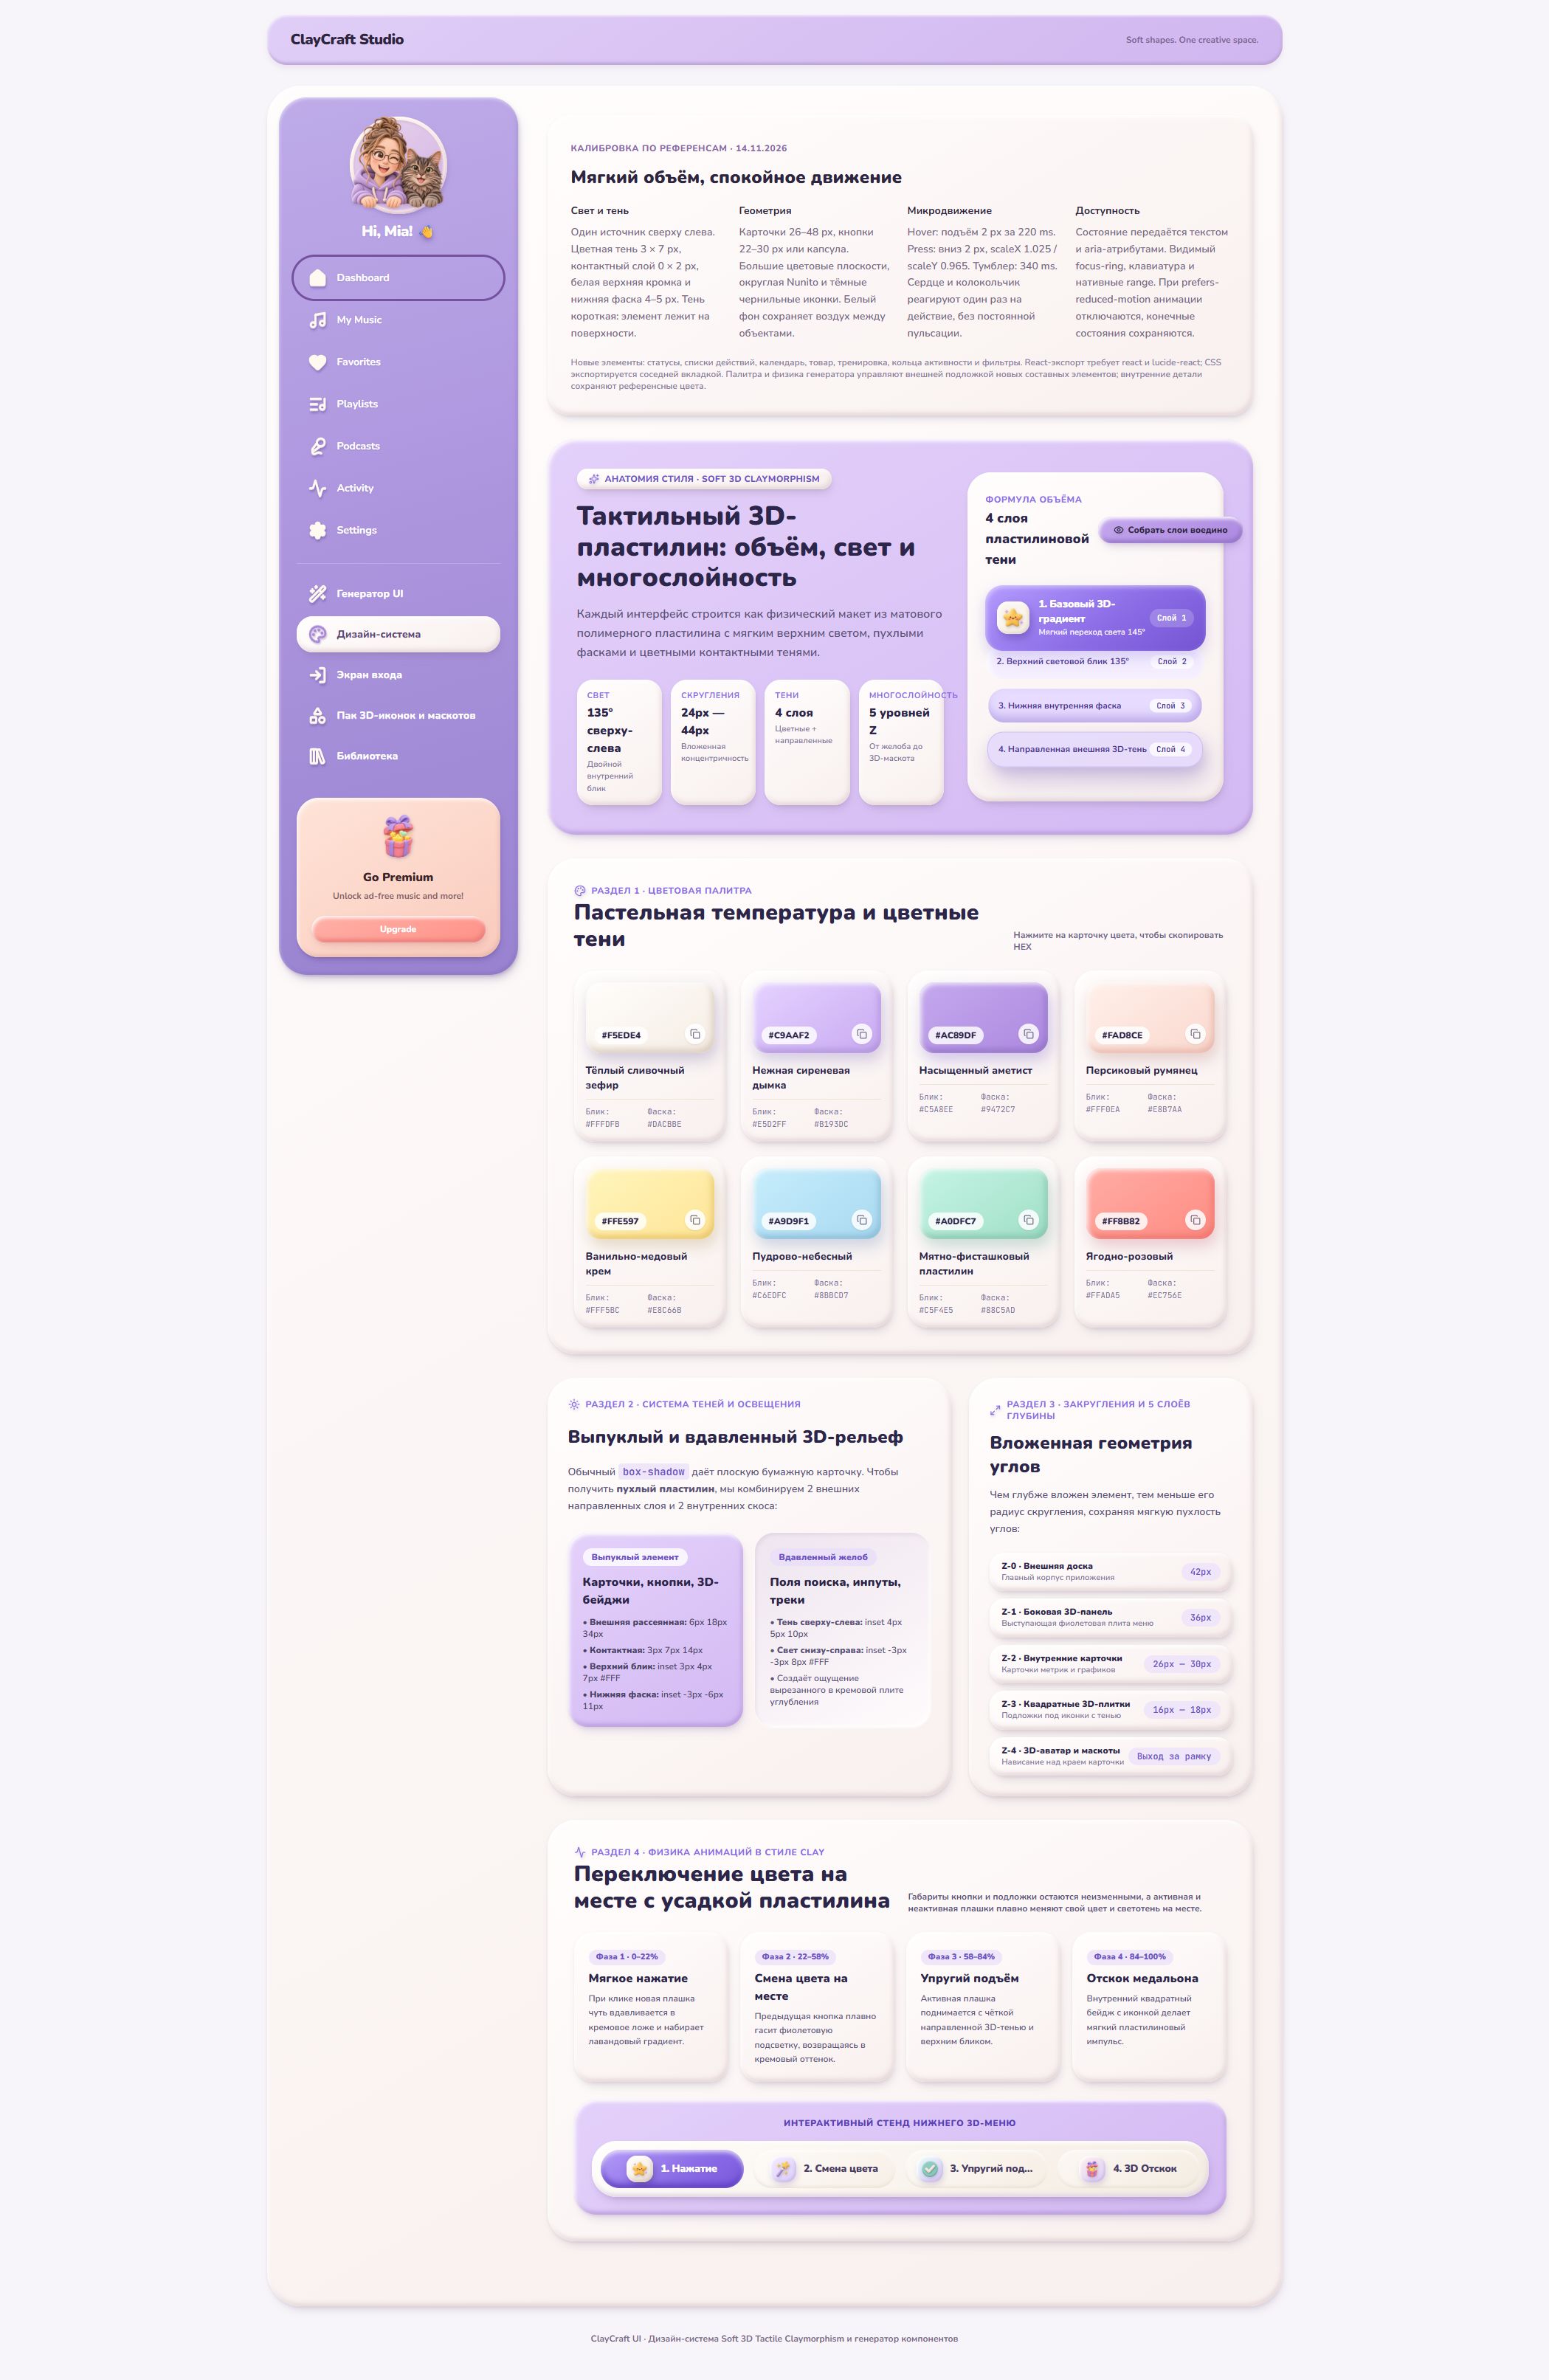 ClayCraft Studio
Soft shapes. One creative space.
Hi, Mia! 👋
Dashboard
My Music
Favorites
Playlists
Podcasts
Activity
Settings
Генератор UI
Дизайн-система
Экран входа
Пак 3D-иконок и маскотов
Библиотека
Go Premium
Unlock ad-free music and more!
Upgrade
КАЛИБРОВКА ПО РЕФЕРЕНСАМ · 14.11.2026
Мягкий объём, спокойное движение
Свет и тень
Один источник сверху слева.
Цветная тень 3 × 7 px,
контактный слой 0 × 2 px,
белая верхняя кромка и
нижняя фаска 4–5 px. Тень
короткая: элемент лежит на
поверхности.
Геометрия
Карточки 26–48 px, кнопки
22–30 px или капсула.
Большие цветовые плоскости,
округлая Nunito и тёмные
чернильные иконки. Белый
фон сохраняет воздух между
объектами.
Микродвижение
Hover: подъём 2 px за 220 ms.
Press: вниз 2 px, scaleX 1.025 /
scaleY 0.965. Тумблер: 340 ms.
Сердце и колокольчик
реагируют один раз на
действие, без постоянной
пульсации.
Доступность
Состояние передаётся текстом
и aria-атрибутами. Видимый
focus-ring, клавиатура и
нативные range. При prefers-
reduced-motion анимации
отключаются, конечные
состояния сохраняются.
Новые элементы: статусы, списки действий, календарь, товар, тренировка, кольца активности и фильтры. React-экспорт требует react и lucide-react; CSS
экспортируется соседней вкладкой. Палитра и физика генератора управляют внешней подложкой новых составных элементов; внутренние детали
сохраняют референсные цвета.
АНАТОМИЯ СТИЛЯ · SOFT 3D CLAYMORPHISM
Тактильный 3D-
пластилин: объём, свет и
многослойность
Каждый интерфейс строится как физический макет из матового
полимерного пластилина с мягким верхним светом, пухлыми
фасками и цветными контактными тенями.
СВЕТ
135°
сверху-
слева
Двойной
внутренний
блик
СКРУГЛЕНИЯ
24px —
44px
Вложенная
концентричность
ТЕНИ
4 слоя
Цветные +
направленные
МНОГОСЛОЙНОСТЬ
5 уровней
Z
От желоба до
3D-маскота
ФОРМУЛА ОБЪЁМА
4 слоя
пластилиновой
тени
Собрать слои воедино
1. Базовый 3D-
градиент
Мягкий переход света 145°
Слой 1
2. Верхний световой блик 135°
Слой 2
3. Нижняя внутренняя фаска
Слой 3
4. Направленная внешняя 3D-тень
Слой 4
РАЗДЕЛ 1 · ЦВЕТОВАЯ ПАЛИТРА
Пастельная температура и цветные
тени
Нажмите на карточку цвета, чтобы скопировать
HEX
#F5EDE4
Тёплый сливочный
зефир
Блик: Фаска:
#FFFDFB #DACBBE
#C9AAF2
Нежная сиреневая
дымка
Блик: Фаска:
#E5D2FF #B193DC
#AC89DF
Насыщенный аметист
Блик: Фаска:
#C5A8EE #9472C7
#FAD8CE
Персиковый румянец
Блик: Фаска:
#FFF0EA #E8B7AA
#FFE597
Ванильно-медовый
крем
Блик: Фаска:
#FFF5BC #E8C66B
#A9D9F1
Пудрово-небесный
Блик: Фаска:
#C6EDFC #8BBCD7
#A0DFC7
Мятно-фисташковый
пластилин
Блик: Фаска:
#C5F4E5 #88C5AD
#FF8B82
Ягодно-розовый
Блик: Фаска:
#FFADA5 #EC756E
РАЗДЕЛ 2 · СИСТЕМА ТЕНЕЙ И ОСВЕЩЕНИЯ
Выпуклый и вдавленный 3D-рельеф
Обычный box-shadow даёт плоскую бумажную карточку. Чтобы
получить пухлый пластилин, мы комбинируем 2 внешних
направленных слоя и 2 внутренних скоса:
Выпуклый элемент
Карточки, кнопки, 3D-
бейджи
• Внешняя рассеянная: 6px 18px
34px
• Контактная: 3px 7px 14px
• Верхний блик: inset 3px 4px
7px #FFF
• Нижняя фаска: inset -3px -6px
11px
Вдавленный желоб
Поля поиска, инпуты,
треки
• Тень сверху-слева: inset 4px
5px 10px
• Свет снизу-справа: inset -3px
-3px 8px #FFF
• Создаёт ощущение
вырезанного в кремовой плите
углубления
РАЗДЕЛ 3 · ЗАКРУГЛЕНИЯ И 5 СЛОЁВ
ГЛУБИНЫ
Вложенная геометрия
углов
Чем глубже вложен элемент, тем меньше его
радиус скругления, сохраняя мягкую пухлость
углов:
Z-0 · Внешняя доска
Главный корпус приложения
42px
Z-1 · Боковая 3D-панель
Выступающая фиолетовая плита меню
36px
Z-2 · Внутренние карточки
Карточки метрик и графиков
26px — 30px
Z-3 · Квадратные 3D-плитки
Подложки под иконки с тенью
16px — 18px
Z-4 · 3D-аватар и маскоты
Нависание над краем карточки
Выход за рамку
РАЗДЕЛ 4 · ФИЗИКА АНИМАЦИЙ В СТИЛЕ CLAY
Переключение цвета на
месте с усадкой пластилина
Габариты кнопки и подложки остаются неизменными, а активная и
неактивная плашки плавно меняют свой цвет и светотень на месте.
Фаза 1 · 0–22%
Мягкое нажатие
При клике новая плашка
чуть вдавливается в
кремовое ложе и набирает
лавандовый градиент.
Фаза 2 · 22–58%
Смена цвета на
месте
Предыдущая кнопка плавно
гасит фиолетовую
подсветку, возвращаясь в
кремовый оттенок.
Фаза 3 · 58–84%
Упругий подъём
Активная плашка
поднимается с чёткой
направленной 3D-тенью и
верхним бликом.
Фаза 4 · 84–100%
Отскок медальона
Внутренний квадратный
бейдж с иконкой делает
мягкий пластилиновый
импульс.
ИНТЕРАКТИВНЫЙ СТЕНД НИЖНЕГО 3D-МЕНЮ
1. Нажатие
2. Смена цвета
3. Упругий под...
4. 3D Отскок
ClayCraft UI · Дизайн-система Soft 3D Tactile Claymorphism и генератор компонентов